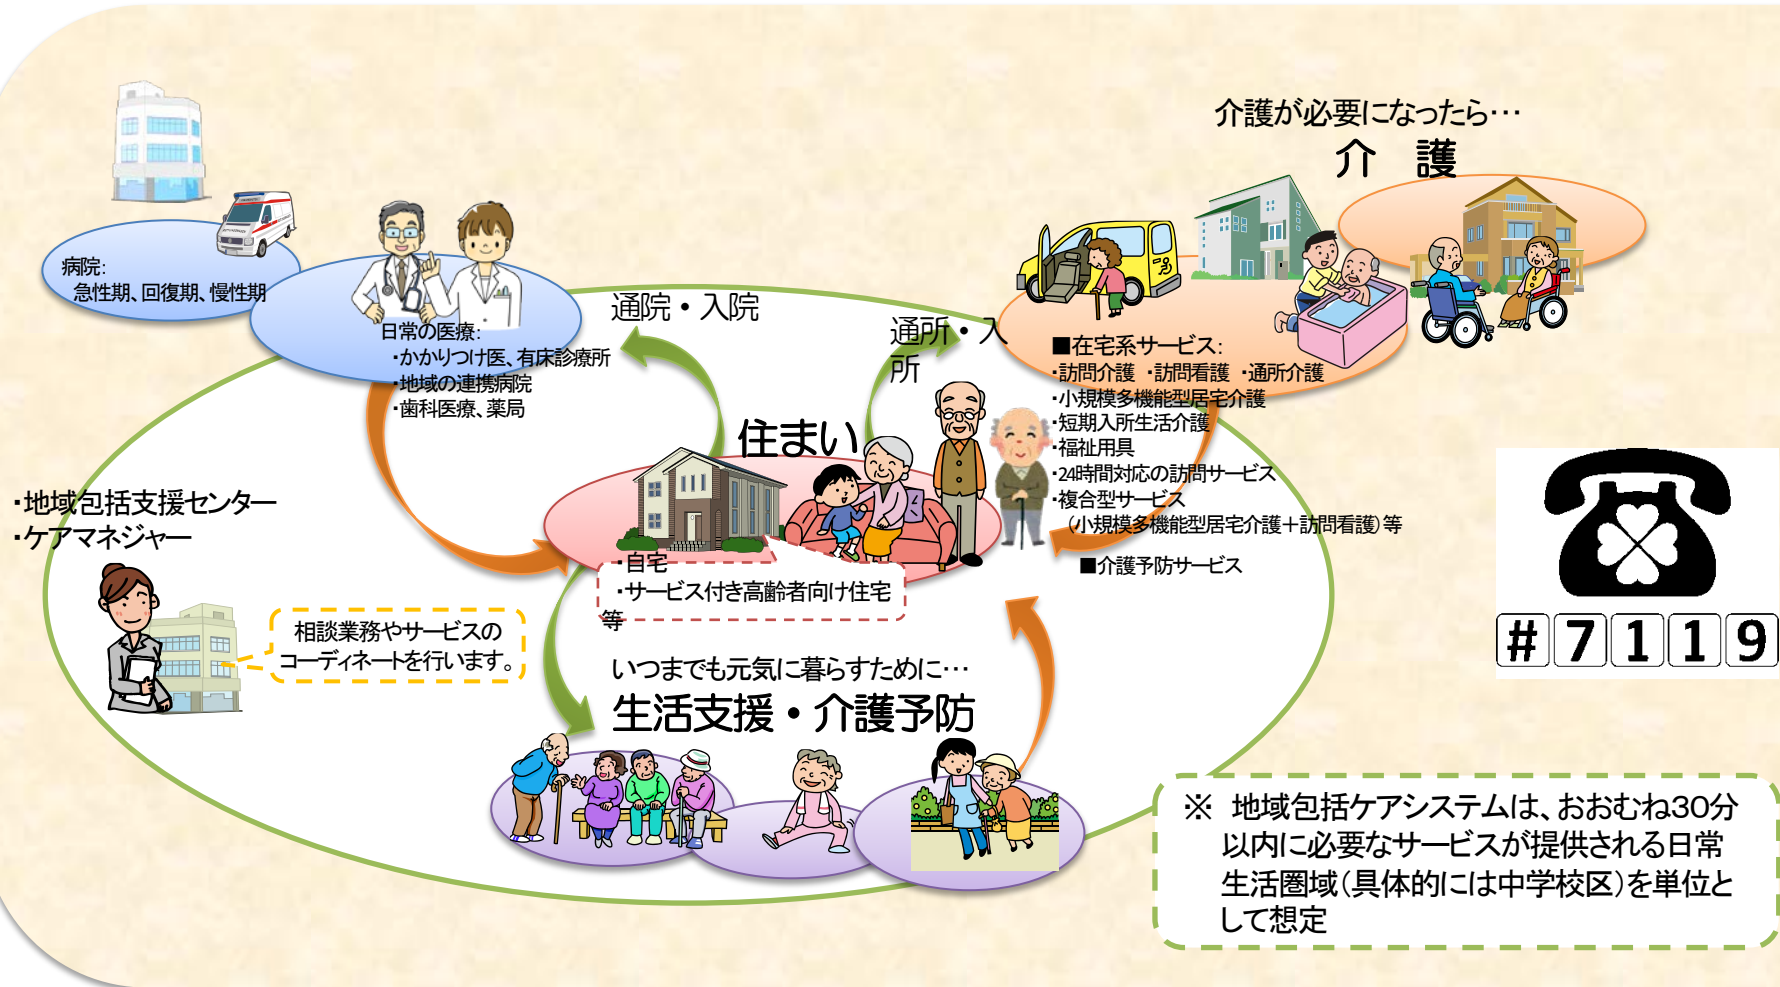 介護が必要になったら…
介 護
病院:
急性期、回復期、慢性期
日常の医療:
・かかりつけ医、有床診療所
・地域の連携病院
・歯科医療、薬局
通院・入院
通所・入
所
■在宅系サービス:
・訪問介護 ・訪問看護 ・通所介護
・小規模多機能型居宅介護
・短期入所生活介護
・福祉用具
・24時間対応の訪問サービス
・複合型サービス
(小規模多機能型居宅介護+訪問看護)等
■介護予防サービス
住まい
・自宅
・サービス付き高齢者向け住宅
等
・地域包括支援センター
・ケアマネジャー
相談業務やサービスの
コーディネートを行います。
いつまでも元気に暮らすために…
生活支援・介護予防
#7119
※ 地域包括ケアシステムは、おおむね30分
以内に必要なサービスが提供される日常
生活圏域(具体的には中学校区)を単位と
して想定